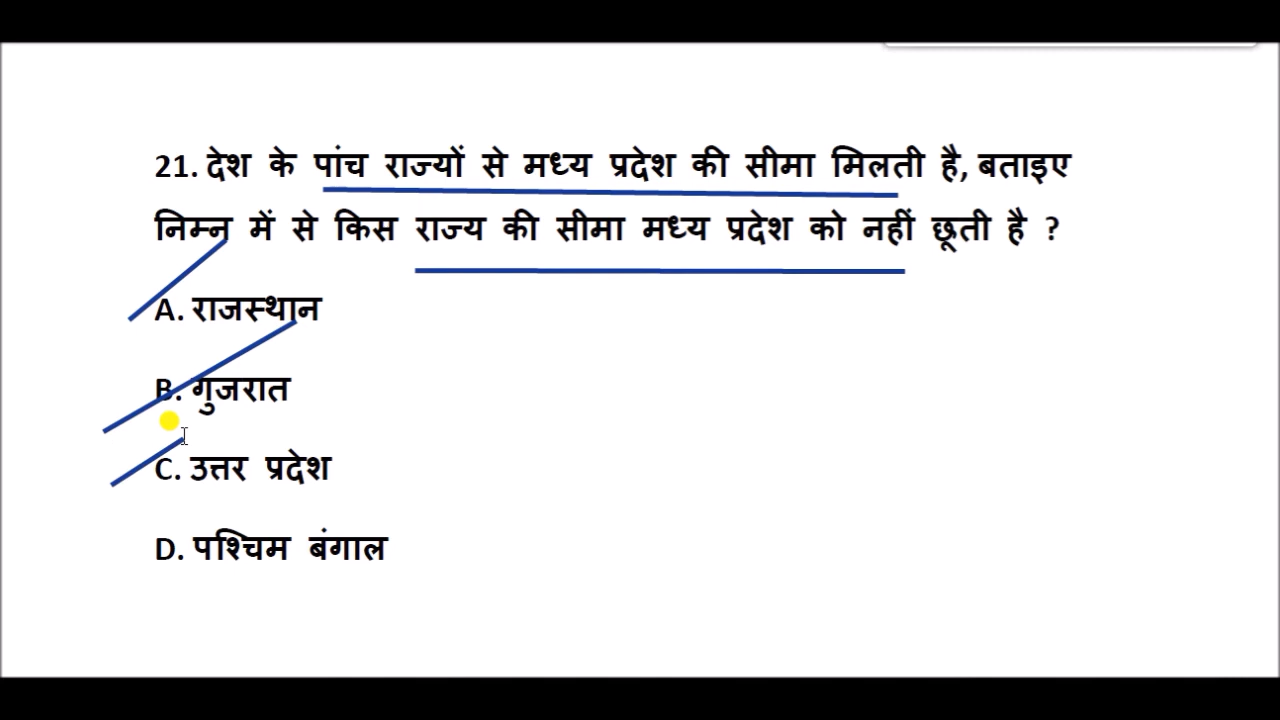 21. देश के पांच राज्यों से मध्य प्रदेश की सीमा मिलती है, बताइए
निम्न में से किस राज्य की सीमा मध्य प्रदेश को नहीं छूती है ?
A. राजस्थान
B. गुजरात
C. उत्तर प्रदेश
D. पश्चिम बंगाल